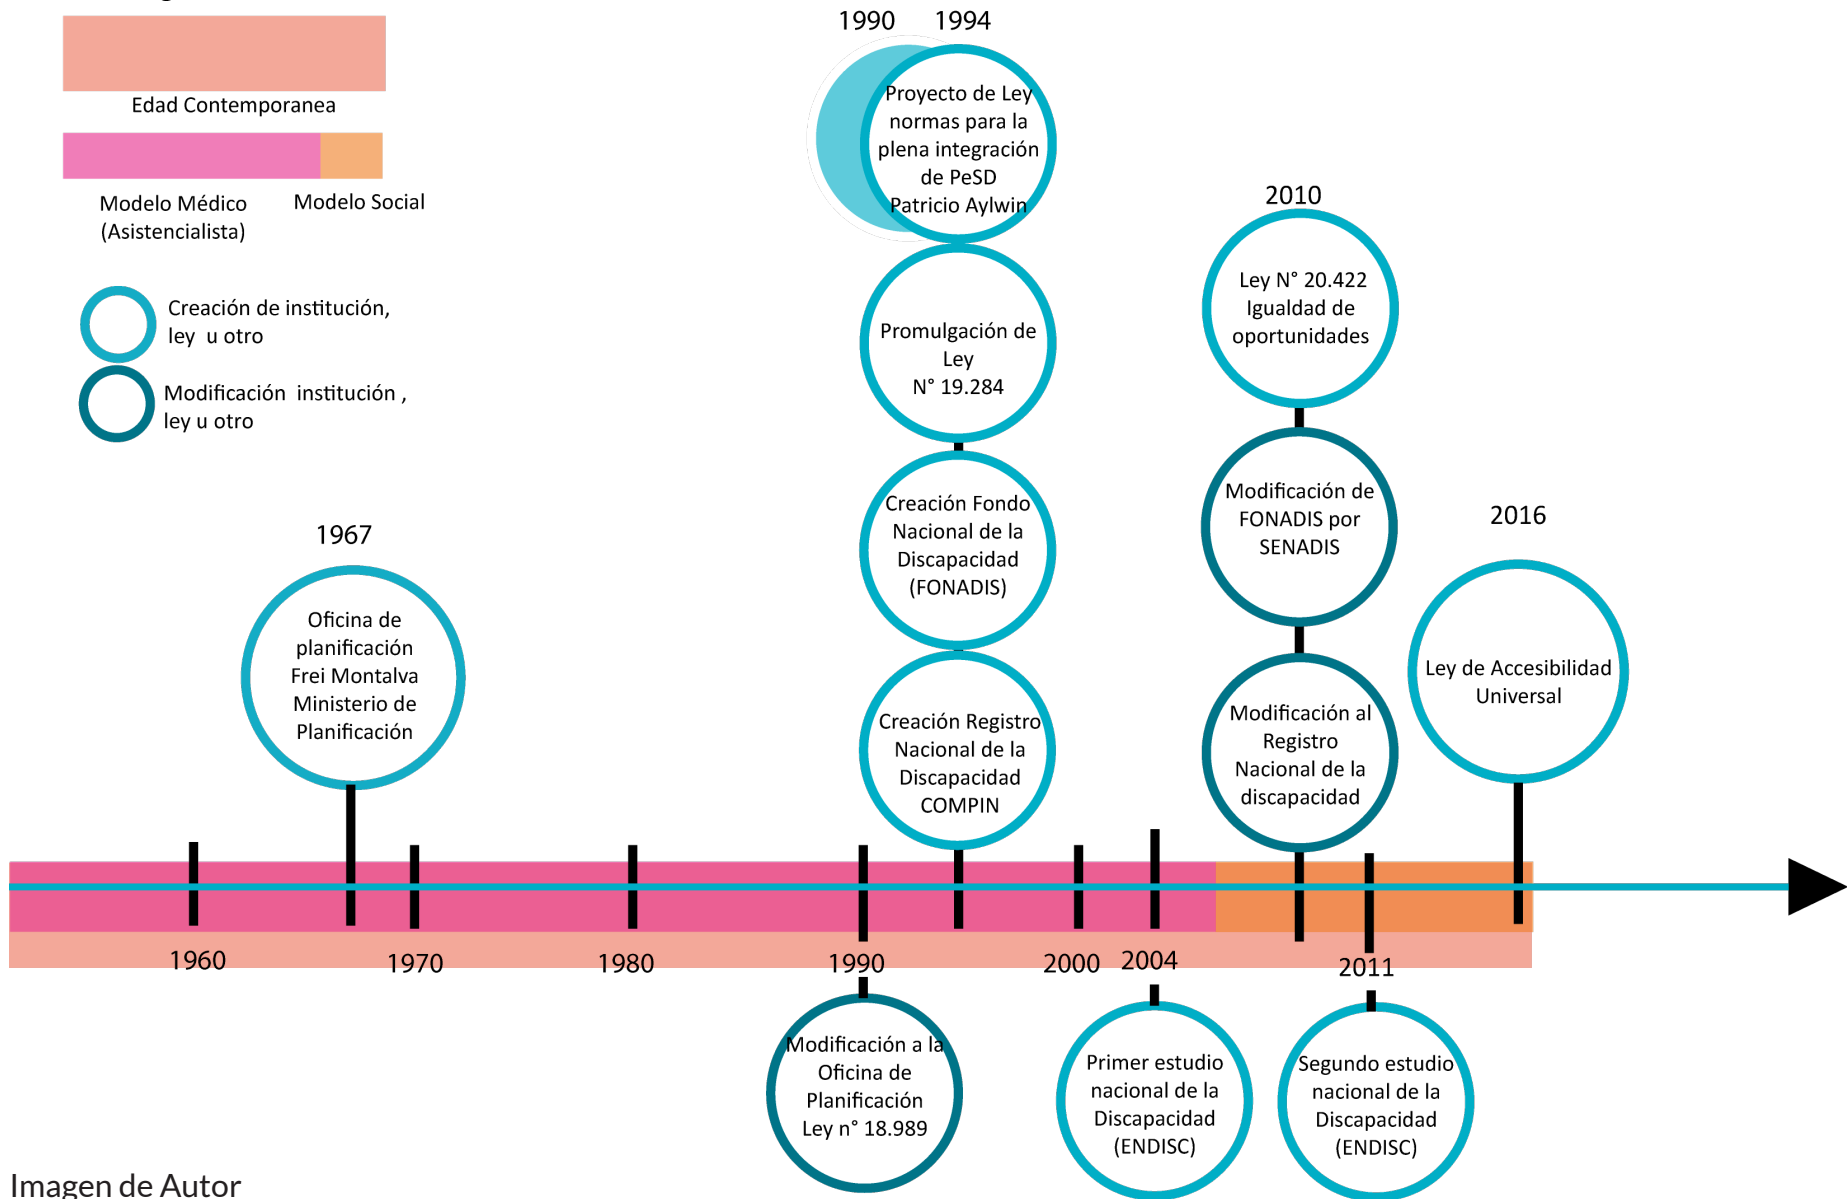 Edad Contemporanea
Modelo Médico
(Asistencialista)
Modelo Social
Creación de institución,
ley u otro
Modificación institución ,
ley u otro
1967
Oficina de
planificación
Frei Montalva
Ministerio de
Planificación
1990 1994
Proyecto de Ley
normas para la
plena integración
de PeSD
Patricio Aylwin
Promulgación de
Ley
N° 19.284
Creación Fondo
Nacional de la
Discapacidad
(FONADIS)
Creación Registro
Nacional de la
Discapacidad
COMPIN
2010
Ley N° 20.422
Igualdad de
oportunidades
Modificación de
FONADIS por
SENADIS
Modificación al
Registro
Nacional de la
discapacidad
2016
Ley de Accesibilidad
Universal
1960
1970
1980
1990
2000
2004
2011
Modificación a la
Oficina de
Planificación
Ley n° 18.989
Primer estudio
nacional de la
Discapacidad
(ENDISC)
Segundo estudio
nacional de la
Discapacidad
(ENDISC)
Imagen de Autor